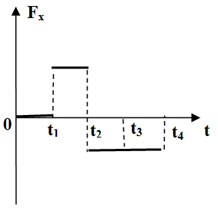 Fₓ
0 t₁ t₂ t₃ t₄ t